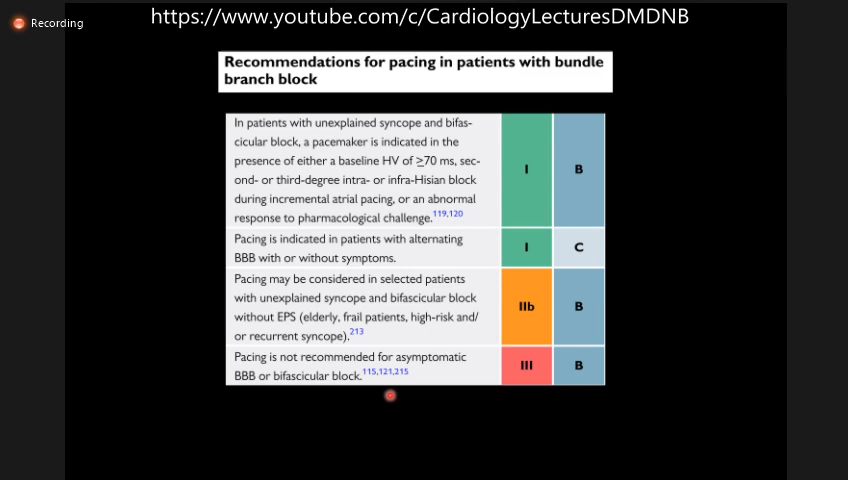 https://www.youtube.com/c/CardiologyLecturesDMDNB
Recording
Recommendations for pacing in patients with bundle
branch block
In patients with unexplained syncope and bifas-
cicular block, a pacemaker is indicated in the
presence of either a baseline HV of ≥70 ms, sec-
ond- or third-degree intra- or infra-Hisian block
during incremental atrial pacing, or an abnormal
response to pharmacological challenge.119,120
I
B
Pacing is indicated in patients with alternating
BBB with or without symptoms.
I
C
Pacing may be considered in selected patients
with unexplained syncope and bifascicular block
without EPS (elderly, frail patients, high-risk and/
or recurrent syncope).213
IIb
B
Pacing is not recommended for asymptomatic
BBB or bifascicular block.115,121,215
III
B